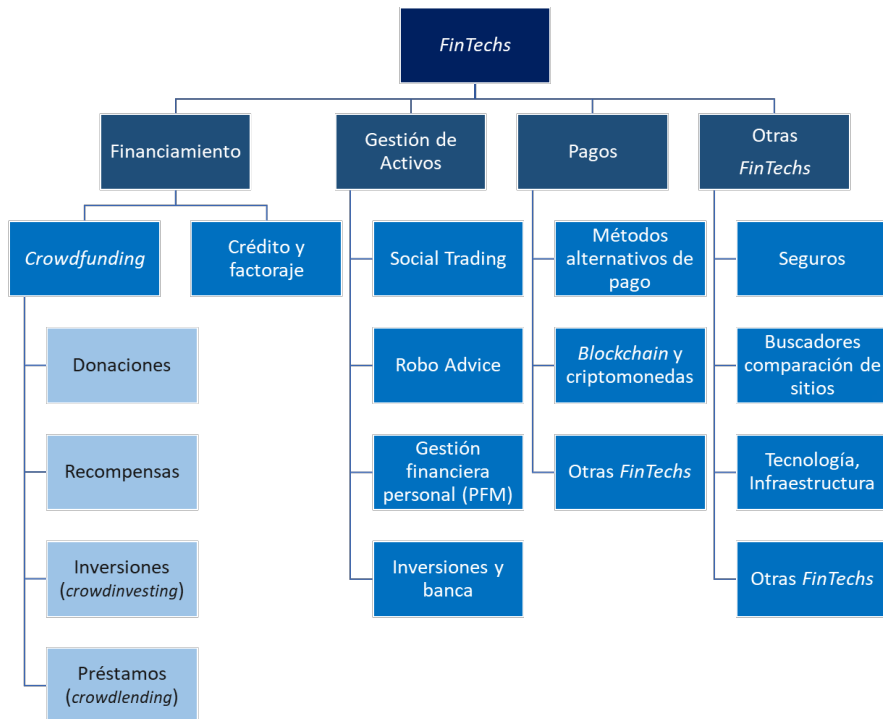 FinTechs
Financiamiento
Gestión de
Activos
Pagos
Otras
FinTechs
Crowdfunding
Crédito y
factoraje
Social Trading
Métodos
alternativos de
pago
Seguros
Donaciones
Robo Advice
Blockchain y
criptomonedas
Buscadores
comparación de
sitios
Recompensas
Gestión
financiera
personal (PFM)
Otras FinTechs
Tecnología,
Infraestructura
Inversiones
(crowdinvesting)
Inversiones y
banca
Otras FinTechs
Préstamos
(crowdlending)